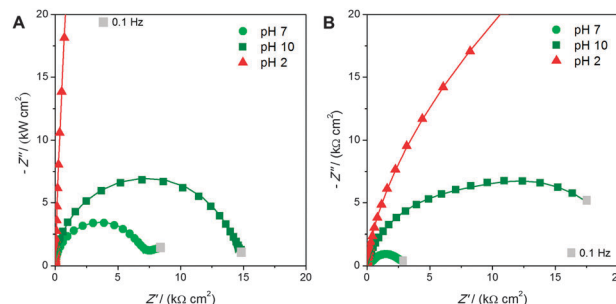 A
0.1 Hz
pH 7
pH 10
pH 2
- Z″ / (kW cm²)
20
15
10
5
0
0 5 10 15 20
Z″/ (kΩ cm²)
B
pH 7
pH 10
pH 2
0.1 Hz
- Z″ / (kΩ cm²)
20
15
10
5
0
0 5 10 15 20
Z″/ (kΩ cm²)